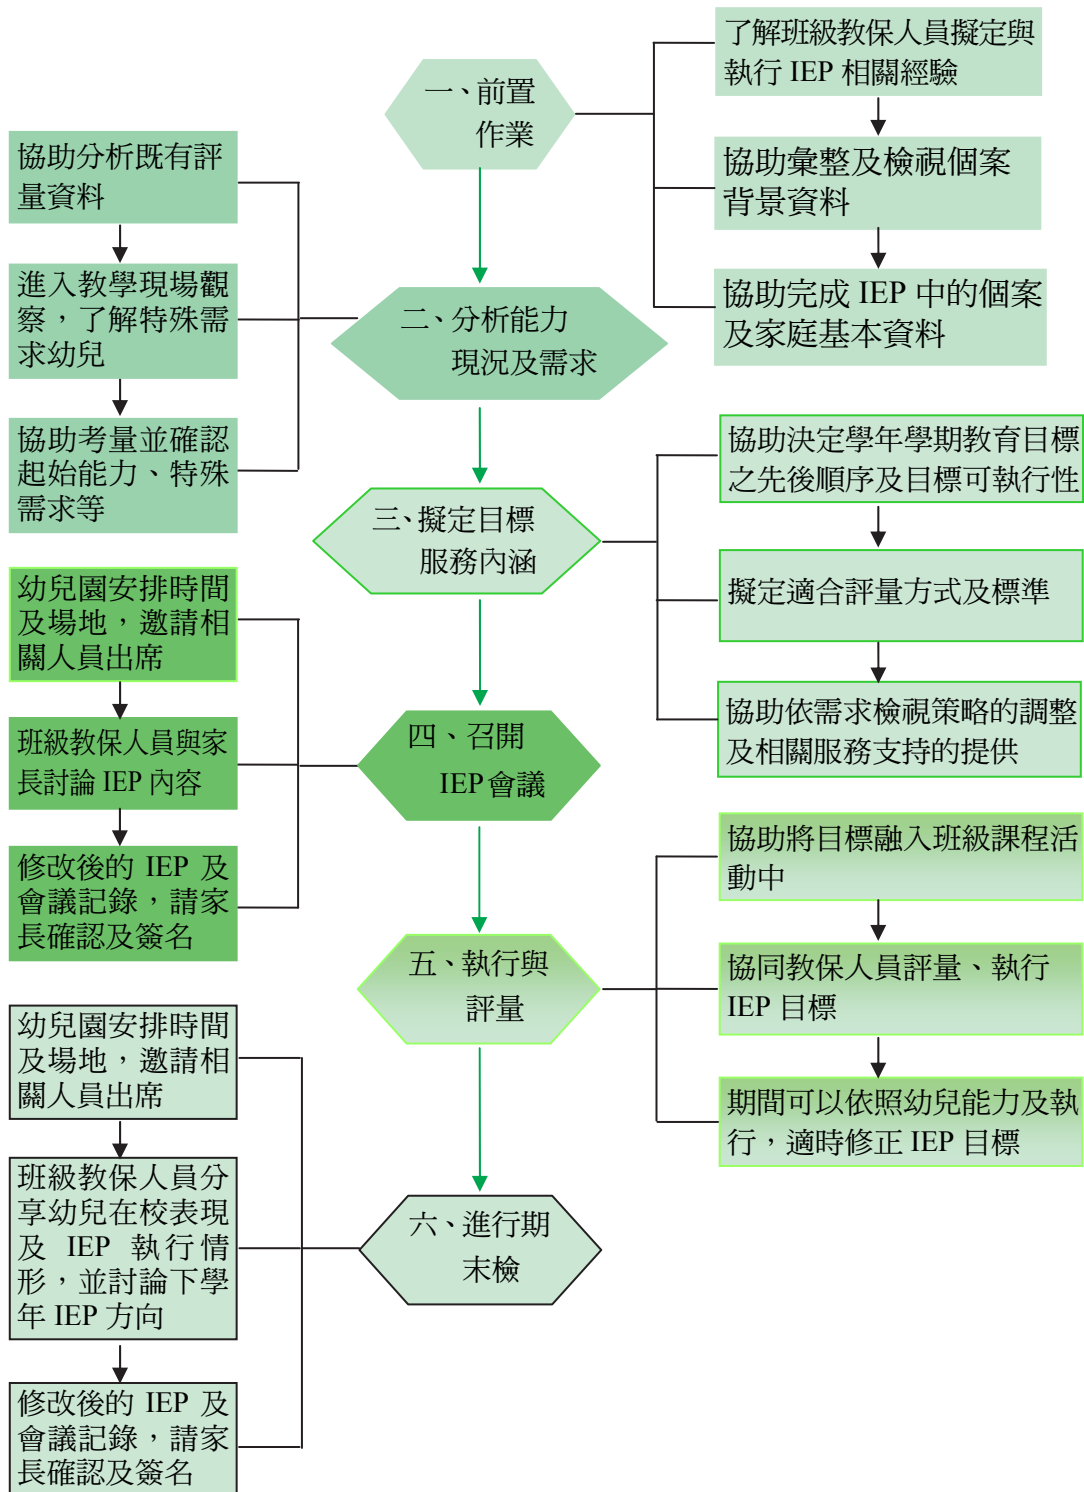 一、前置
作業
了解班級教保人員擬定與
執行 IEP 相關經驗
協助彙整及檢視個案
背景資料
協助完成 IEP 中的個案
及家庭基本資料
二、分析能力
現況及需求
協助分析既有評
量資料
進入教學現場觀
察，了解特殊需
求幼兒
協助考量並確認
起始能力、特殊
需求等
三、擬定目標
服務內涵
協助決定學年學期教育目標
之先後順序及目標可執行性
擬定適合評量方式及標準
協助依需求檢視策略的調整
及相關服務支持的提供
四、召開
IEP 會議
幼兒園安排時間
及場地，邀請相
關人員出席
班級教保人員與家
長討論 IEP 內容
修改後的 IEP 及
會議記錄，請家
長確認及簽名
五、執行與
評量
協助將目標融入班級課程活
動中
協同教保人員評量、執行
IEP 目標
期間可以依照幼兒能力及執
行，適時修正 IEP 目標
六、進行期
末檢
幼兒園安排時間
及場地，邀請相
關人員出席
班級教保人員分
享幼兒在校表現
及 IEP 執行情
形，並討論下學
年 IEP 方向
修改後的 IEP 及
會議記錄，請家
長確認及簽名